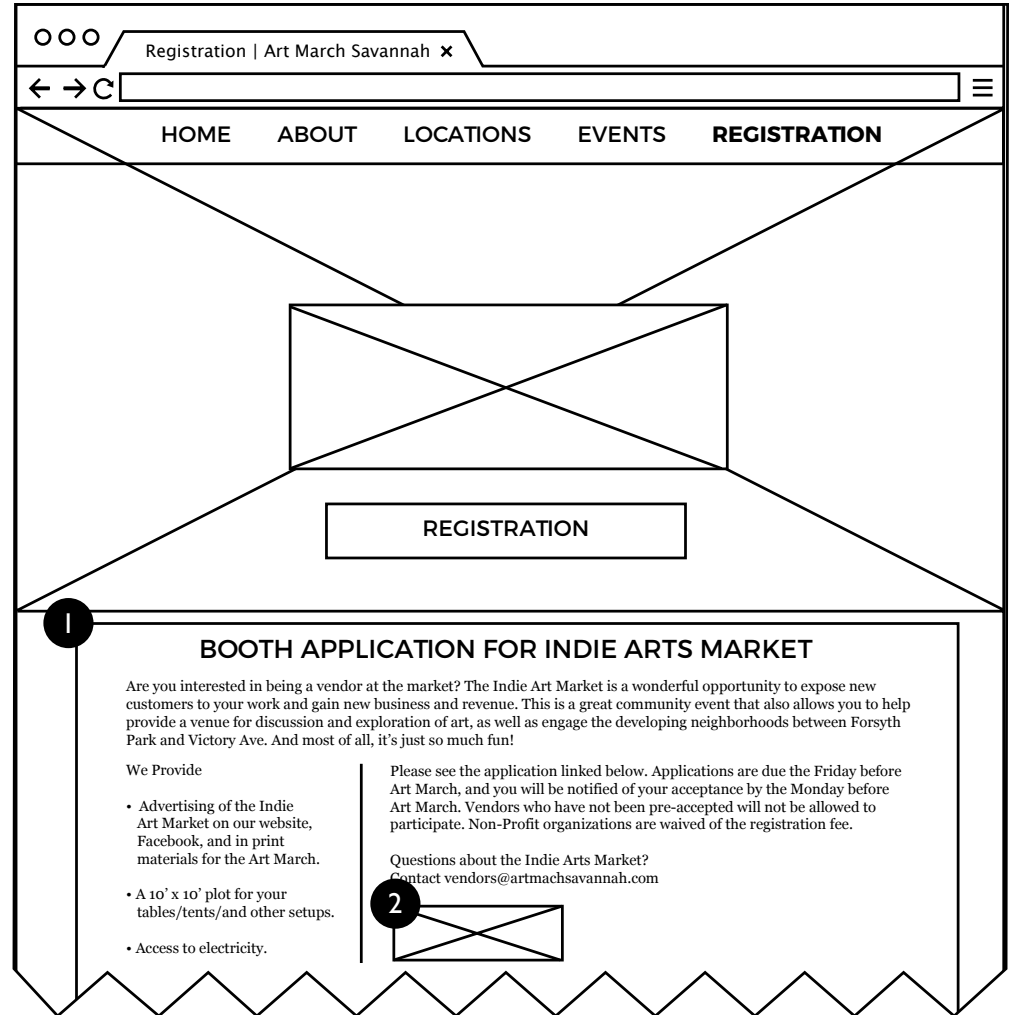 Registration | Art March Savannah ×
HOME ABOUT LOCATIONS EVENTS REGISTRATION
REGISTRATION
1
BOOTH APPLICATION FOR INDIE ARTS MARKET
Are you interested in being a vendor at the market? The Indie Art Market is a wonderful opportunity to expose new
customers to your work and gain new business and revenue. This is a great community event that also allows you to help
provide a venue for discussion and exploration of art, as well as engage the developing neighborhoods between Forsyth
Park and Victory Ave. And most of all, it's just so much fun!
We Provide
• Advertising of the Indie
Art Market on our website,
Facebook, and in print
materials for the Art March.
• A 10' x 10' plot for your
tables/tents/and other setups.
• Access to electricity.
Please see the application linked below. Applications are due the Friday before
Art March, and you will be notified of your acceptance by the Monday before
Art March. Vendors who have not been pre-accepted will not be allowed to
participate. Non-Profit organizations are waived of the registration fee.
Questions about the Indie Arts Market?
Contact vendors@artmachsavannah.com
2